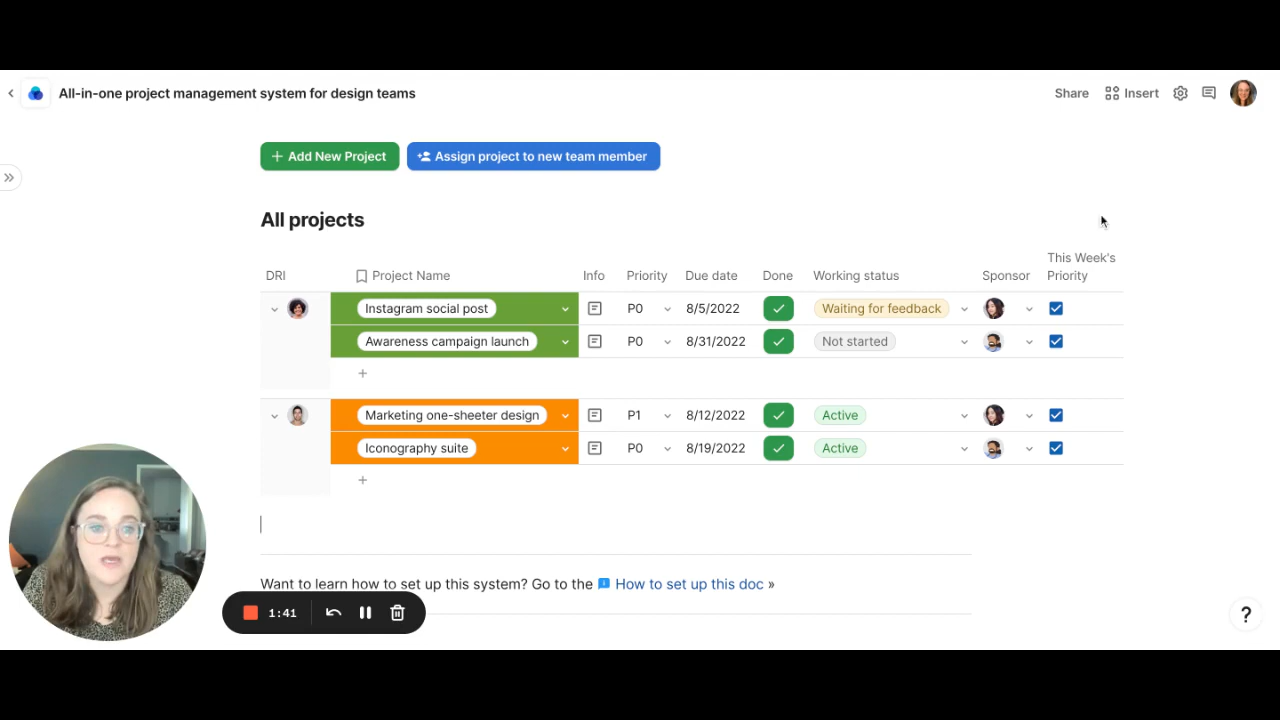 All-in-one project management system for design teams
Share
Insert
Add New Project
Assign project to new team member
All projects
DRI
Project Name
Info
Priority
Due date
Done
Working status
Sponsor
This Week's
Priority
Instagram social post
P0
8/5/2022
Waiting for feedback
Awareness campaign launch
P0
8/31/2022
Not started
+
Marketing one-sheeter design
P1
8/12/2022
Active
Iconography suite
P0
8/19/2022
Active
+
Want to learn how to set up this system? Go to the How to set up this doc »
1:41
?